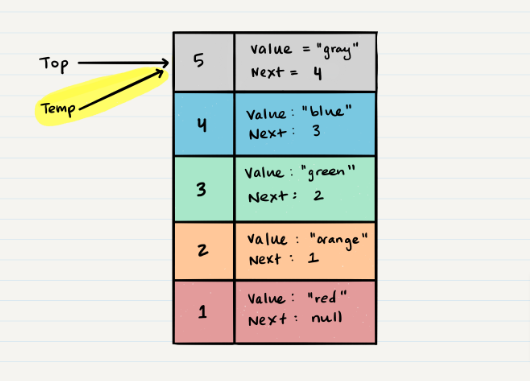 Top
Temp
5
value = "gray"
Next = 4
4
Value : "blue"
Next : 3
3
Value : "green"
Next : 2
2
Value : "orange"
Next : 1
1
Value : "red"
Next : null